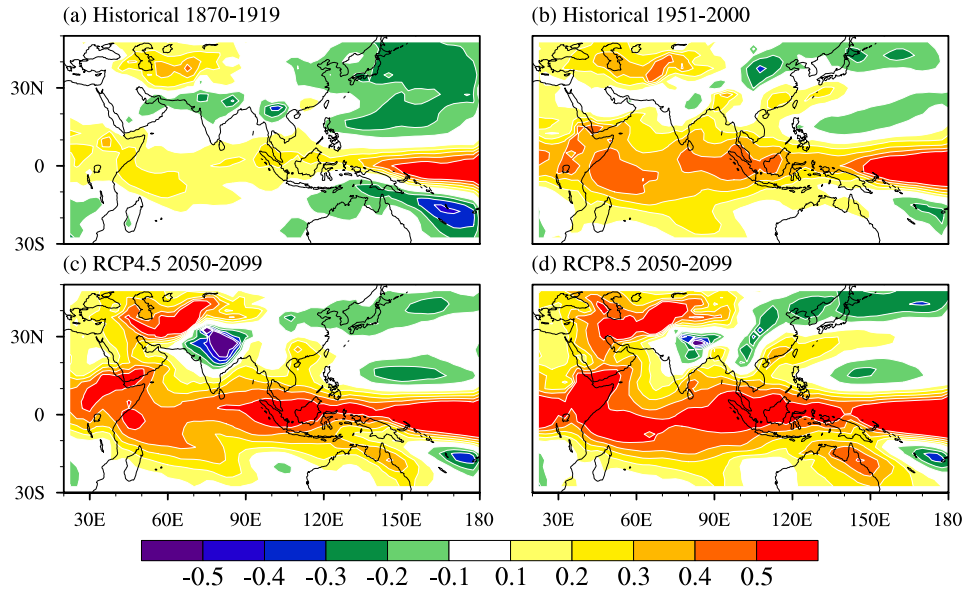 (a) Historical 1870-1919
(b) Historical 1951-2000
30N
0
30S
(c) RCP4.5 2050-2099
(d) RCP8.5 2050-2099
30N
0
30S
30E 60E 90E 120E 150E 180
30E 60E 90E 120E 150E 180
-0.5 -0.4 -0.3 -0.2 -0.1 0.1 0.2 0.3 0.4 0.5